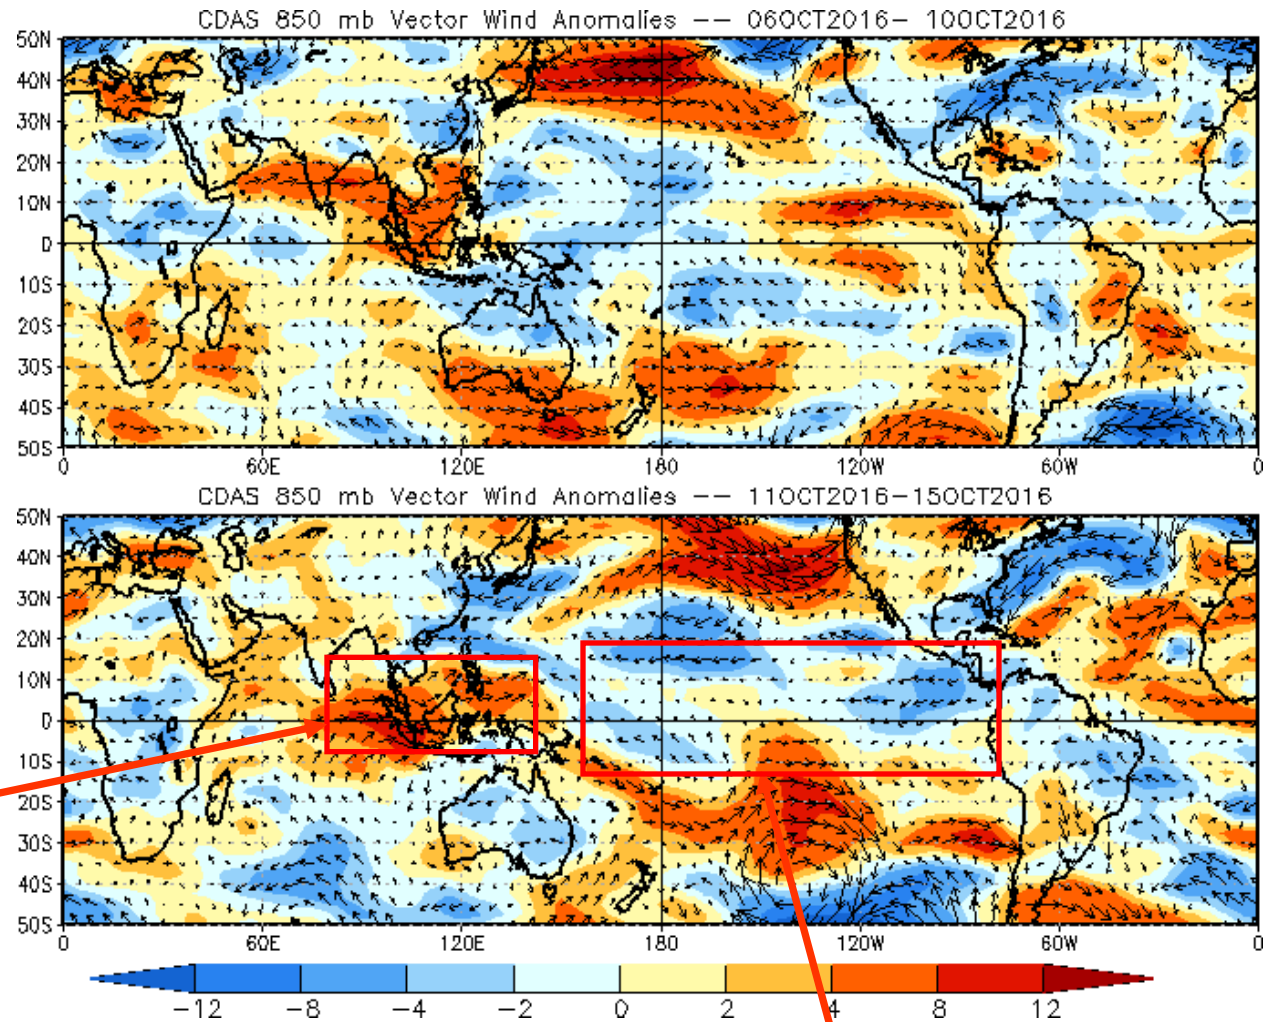 CDAS 850 mb Vector Wind Anomalies -- 06OCT2016- 10OCT2016
50N
40N
30N
20N
10N
0
10S
20S
30S
40S
50S
0 60E 120E 180 120W 60W 0
CDAS 850 mb Vector Wind Anomalies -- 11OCT2016-15OCT2016
50N
40N
30N
20N
10N
0
10S
20S
30S
40S
50S
0 60E 120E 180 120W 60W 0
-12 -8 -4 -2 0 2 4 8 12